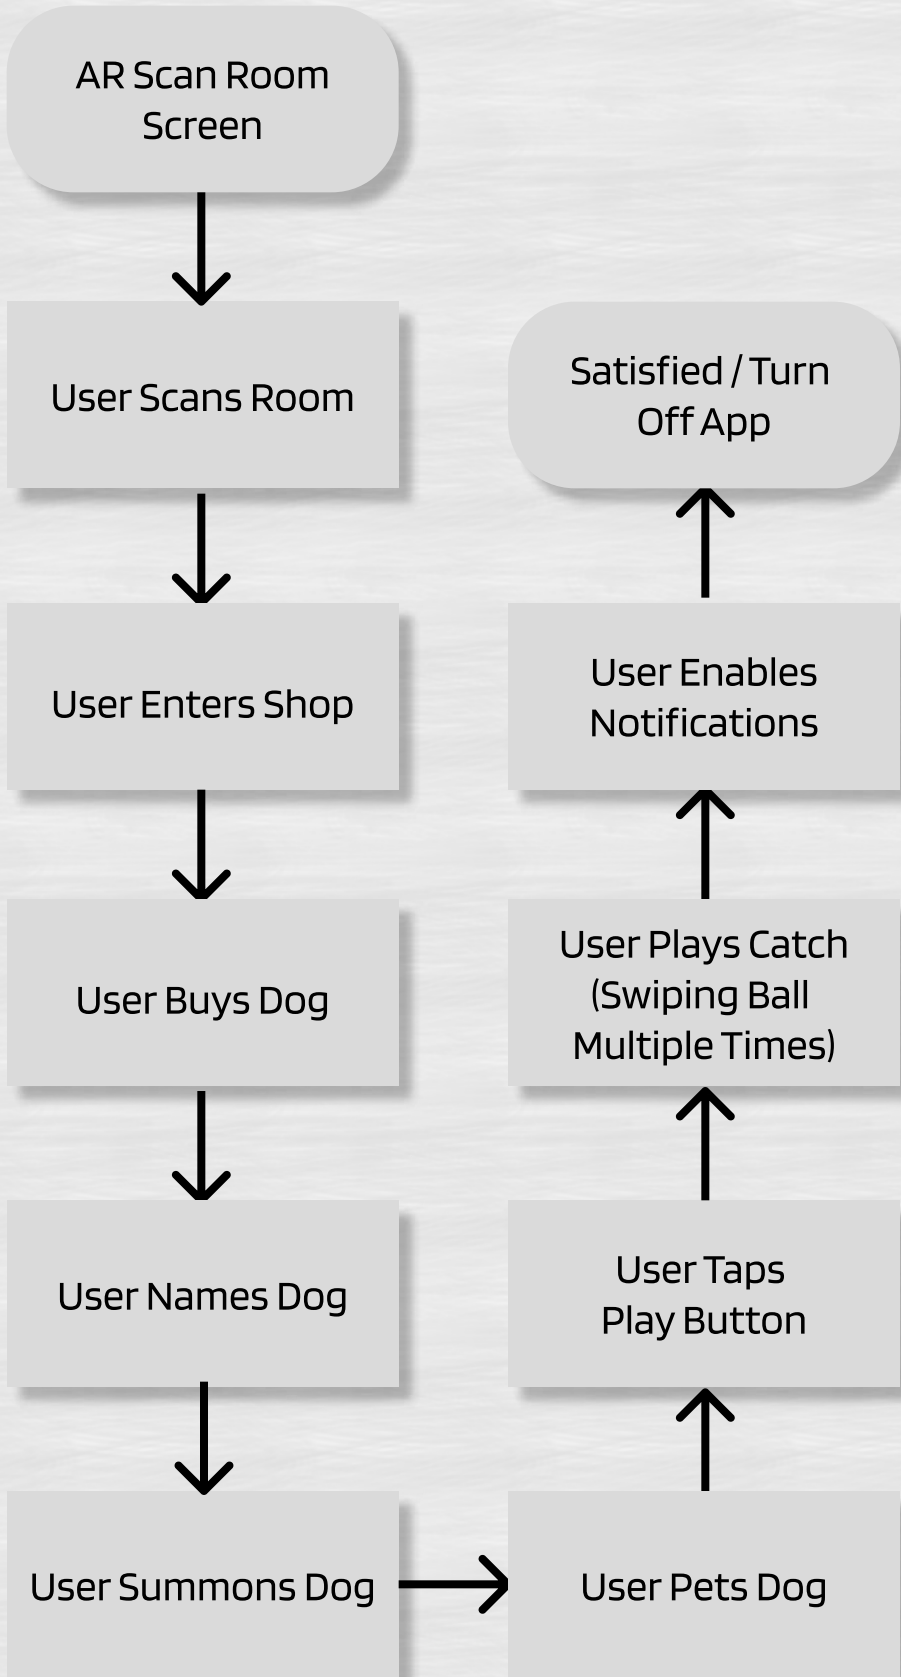 AR Scan Room
Screen
User Scans Room
User Enters Shop
User Buys Dog
User Names Dog
User Summons Dog
User Pets Dog
User Taps
Play Button
User Plays Catch
(Swiping Ball
Multiple Times)
User Enables
Notifications
Satisfied / Turn
Off App